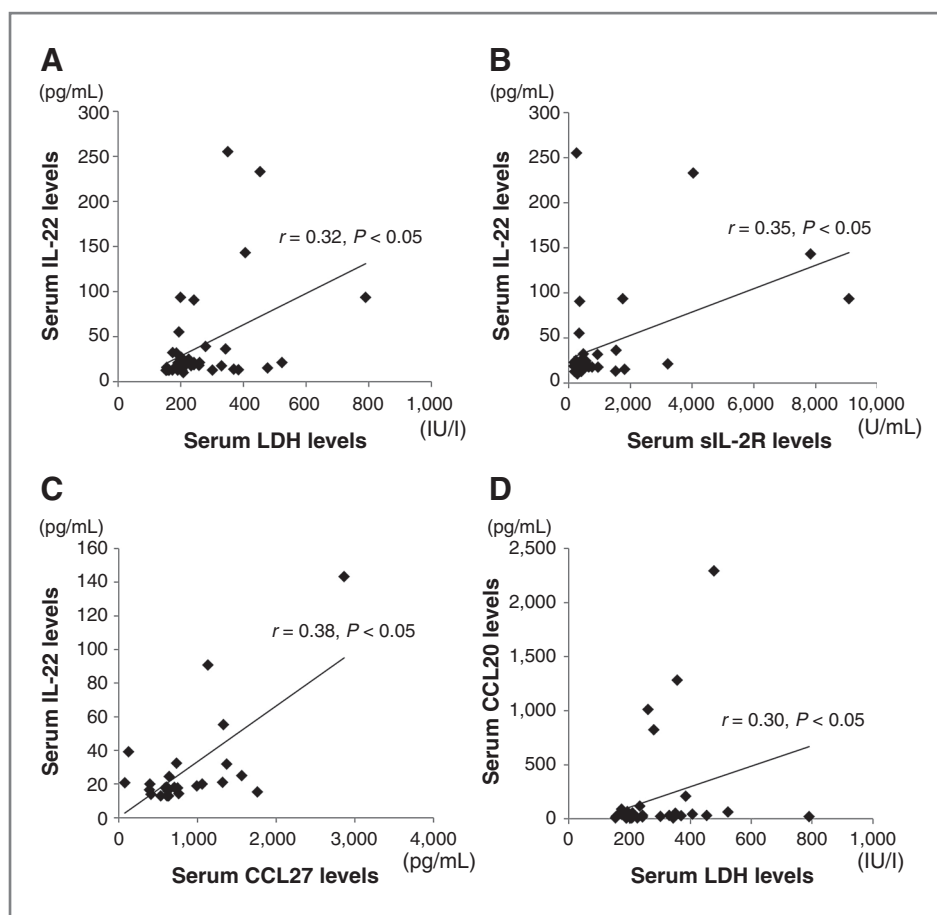 A
(pg/mL)
300
250
200
150
100
50
0
Serum IL-22 levels
r = 0.32, P < 0.05
0 200 400 600 800 1,000
Serum LDH levels
(IU/l)
B
(pg/mL)
300
250
200
150
100
50
0
Serum IL-22 levels
r = 0.35, P < 0.05
0 2,000 4,000 6,000 8,000 10,000
Serum sIL-2R levels
(U/mL)
C
(pg/mL)
160
140
120
100
80
60
40
20
0
Serum IL-22 levels
r = 0.38, P < 0.05
0 1,000 2,000 3,000 4,000
Serum CCL27 levels
(pg/mL)
D
(pg/mL)
2,500
2,000
1,500
1,000
500
0
Serum CCL20 levels
r = 0.30, P < 0.05
0 200 400 600 800 1,000
Serum LDH levels
(IU/l)